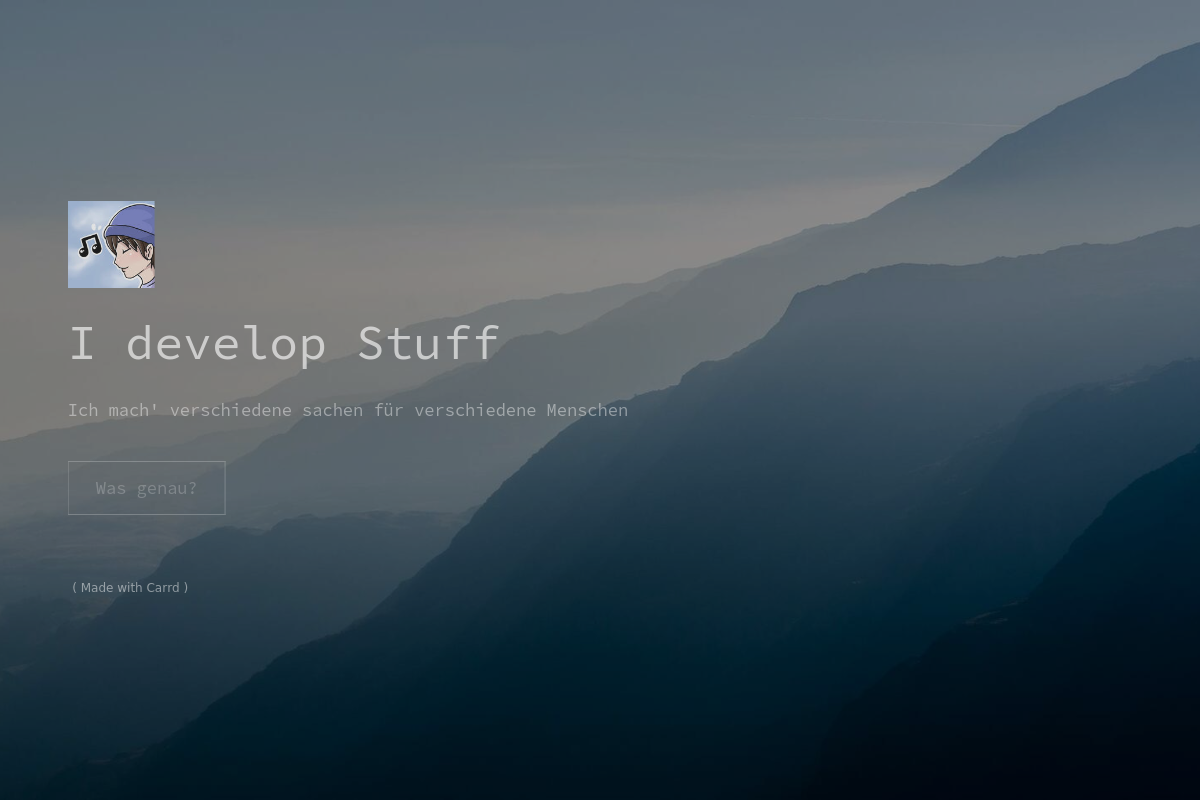 I develop Stuff
Ich mach' verschiedene sachen für verschiedene Menschen
Was genau?
( Made with Carrd )